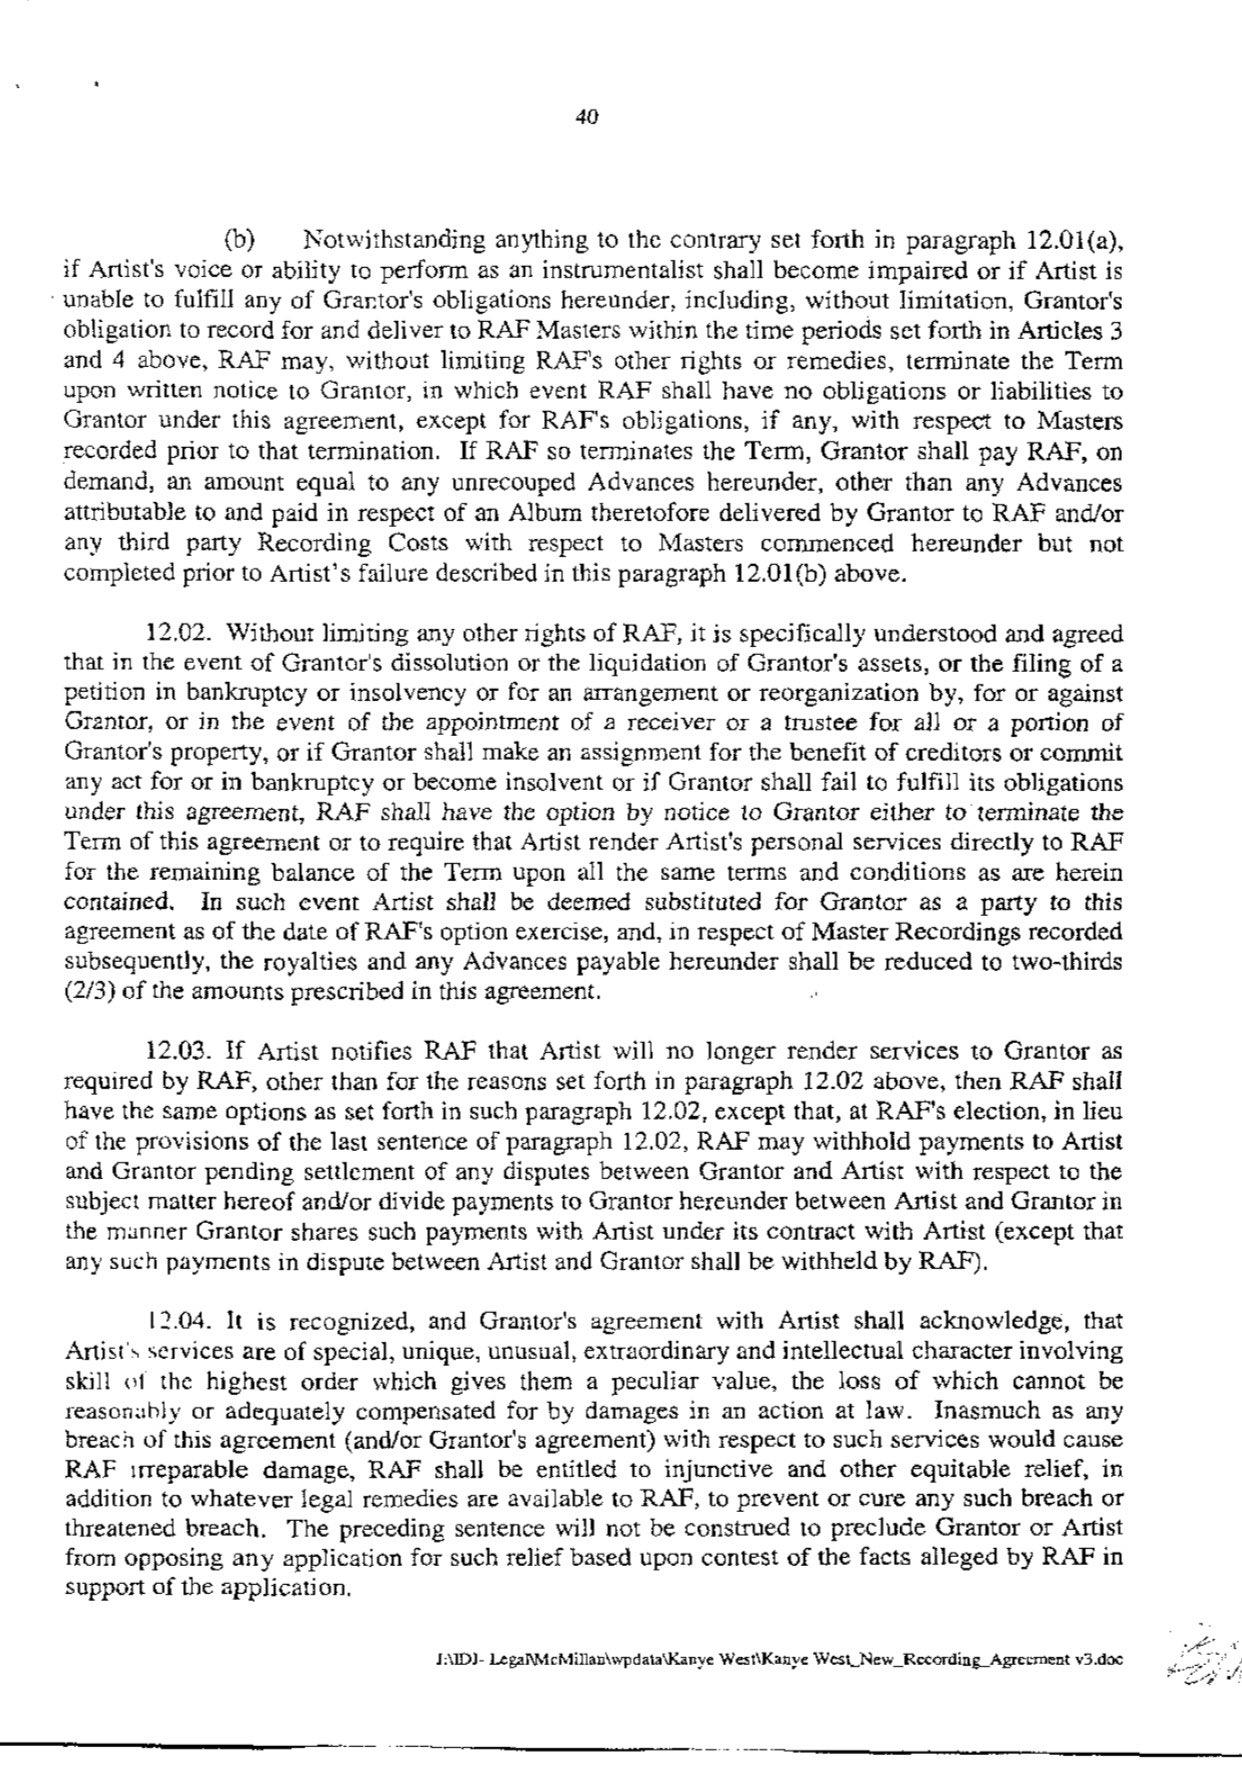 40
(b) Notwithstanding anything to the contrary set forth in paragraph 12.01(a),
if Artist's voice or ability to perform as an instrumentalist shall become impaired or if Artist is
unable to fulfill any of Grantor's obligations hereunder, including, without limitation, Grantor's
obligation to record for and deliver to RAF Masters within the time periods set forth in Articles 3
and 4 above, RAF may, without limiting RAF's other rights or remedies, terminate the Term
upon written notice to Grantor, in which event RAF shall have no obligations or liabilities to
Grantor under this agreement, except for RAF's obligations, if any, with respect to Masters
recorded prior to that termination. If RAF so terminates the Term, Grantor shall pay RAF, on
demand, an amount equal to any unrecouped Advances hereunder, other than any Advances
attributable to and paid in respect of an Album theretofore delivered by Grantor to RAF and/or
any third party Recording Costs with respect to Masters commenced hereunder but not
completed prior to Artist's failure described in this paragraph 12.01(b) above.
12.02. Without limiting any other rights of RAF, it is specifically understood and agreed
that in the event of Grantor's dissolution or the liquidation of Grantor's assets, or the filing of a
petition in bankruptcy or insolvency or for an arrangement or reorganization by, for or against
Grantor, or in the event of the appointment of a receiver or a trustee for all or a portion of
Grantor's property, or if Grantor shall make an assignment for the benefit of creditors or commit
any act for or in bankruptcy or become insolvent or if Grantor shall fail to fulfill its obligations
under this agreement, RAF shall have the option by notice to Grantor either to terminate the
Term of this agreement or to require that Artist render Artist's personal services directly to RAF
for the remaining balance of the Term upon all the same terms and conditions as are herein
contained. In such event Artist shall be deemed substituted for Grantor as a party to this
agreement as of the date of RAF's option exercise, and, in respect of Master Recordings recorded
subsequently, the royalties and any Advances payable hereunder shall be reduced to two-thirds
(2/3) of the amounts prescribed in this agreement.
12.03. If Artist notifies RAF that Artist will no longer render services to Grantor as
required by RAF, other than for the reasons set forth in paragraph 12.02 above, then RAF shall
have the same options as set forth in such paragraph 12.02, except that, at RAF's election, in lieu
of the provisions of the last sentence of paragraph 12.02, RAF may withhold payments to Artist
and Grantor pending settlement of any disputes between Grantor and Artist with respect to the
subject matter hereof and/or divide payments to Grantor hereunder between Artist and Grantor in
the manner Grantor shares such payments with Artist under its contract with Artist (except that
any such payments in dispute between Artist and Grantor shall be withheld by RAF).
12.04. It is recognized, and Grantor's agreement with Artist shall acknowledge, that
Artist's services are of special, unique, unusual, extraordinary and intellectual character involving
skill of the highest order which gives them a peculiar value, the loss of which cannot be
reasonably or adequately compensated for by damages in an action at law. Inasmuch as any
breach of this agreement (and/or Grantor's agreement) with respect to such services would cause
RAF irreparable damage, RAF shall be entitled to injunctive and other equitable relief, in
addition to whatever legal remedies are available to RAF, to prevent or cure any such breach or
threatened breach. The preceding sentence will not be construed to preclude Grantor or Artist
from opposing any application for such relief based upon contest of the facts alleged by RAF in
support of the application.
J:\IDJ- Legal\McMillan\wpdata\Kanye West\Kanye West_New_Recording_Agreement v3.doc